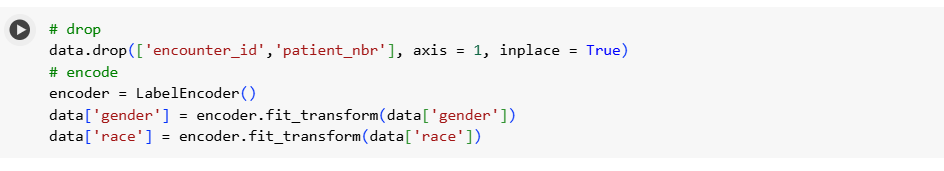 # drop
data.drop(['encounter_id','patient_nbr'], axis = 1, inplace = True)
# encode
encoder = LabelEncoder()
data['gender'] = encoder.fit_transform(data['gender'])
data['race'] = encoder.fit_transform(data['race'])